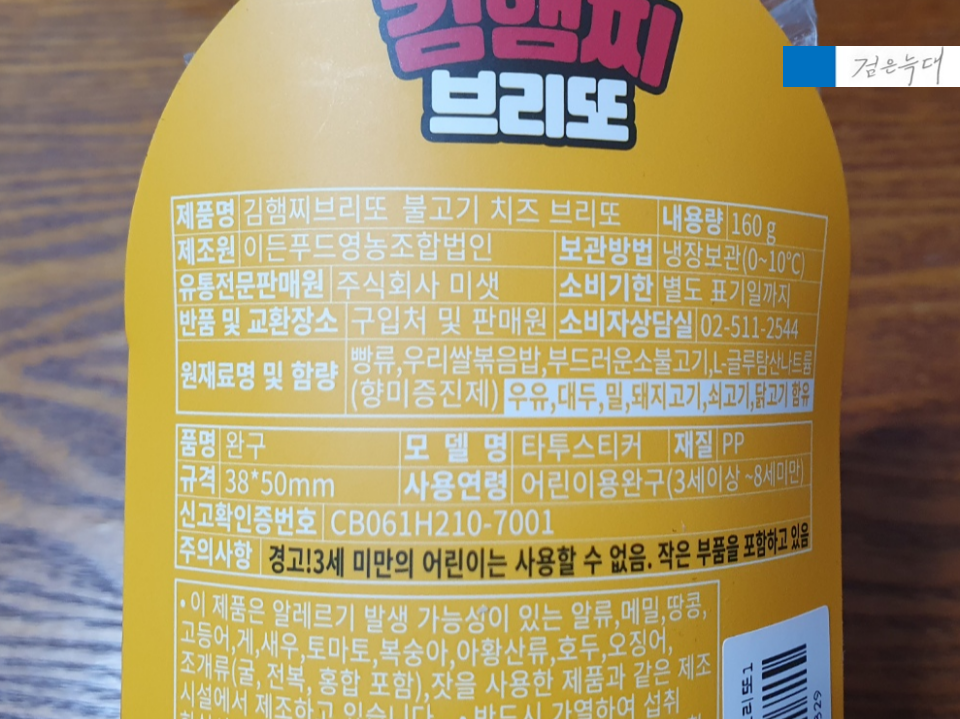 김햄찌
브리또
검은늑대
제품명 김햄찌브리또 불고기 치즈 브리또 내용량 160 g
제조원 이든푸드영농조합법인 보관방법 냉장보관(0~10℃)
유통전문판매원 주식회사 미샛 소비기한 별도 표기일까지
반품 및 교환장소 구입처 및 판매원 소비자상담실 02-511-2544
원재료명 및 함량 빵류,우리쌀볶음밥,부드러운소불고기,L-글루탐산나트륨
(향미증진제) 우유,대두,밀,돼지고기,쇠고기,닭고기 함유
품명 완구 모 델 명 타투스티커 재질 PP
규격 38*50mm 사용연령 어린이용완구(3세이상 ~8세미만)
신고확인증번호 CB061H210-7001
주의사항 경고!3세 미만의 어린이는 사용할 수 없음. 작은 부품을 포함하고 있음
• 이 제품은 알레르기 발생 가능성이 있는 알류,메밀,땅콩,
고등어,게,새우,토마토,복숭아,아황산류,호두,오징어,
조개류(굴, 전복, 홍합 포함),잣을 사용한 제품과 같은 제조
시설에서 제조하고 있습니다. • 반드시 가열하여 섭취
리또1